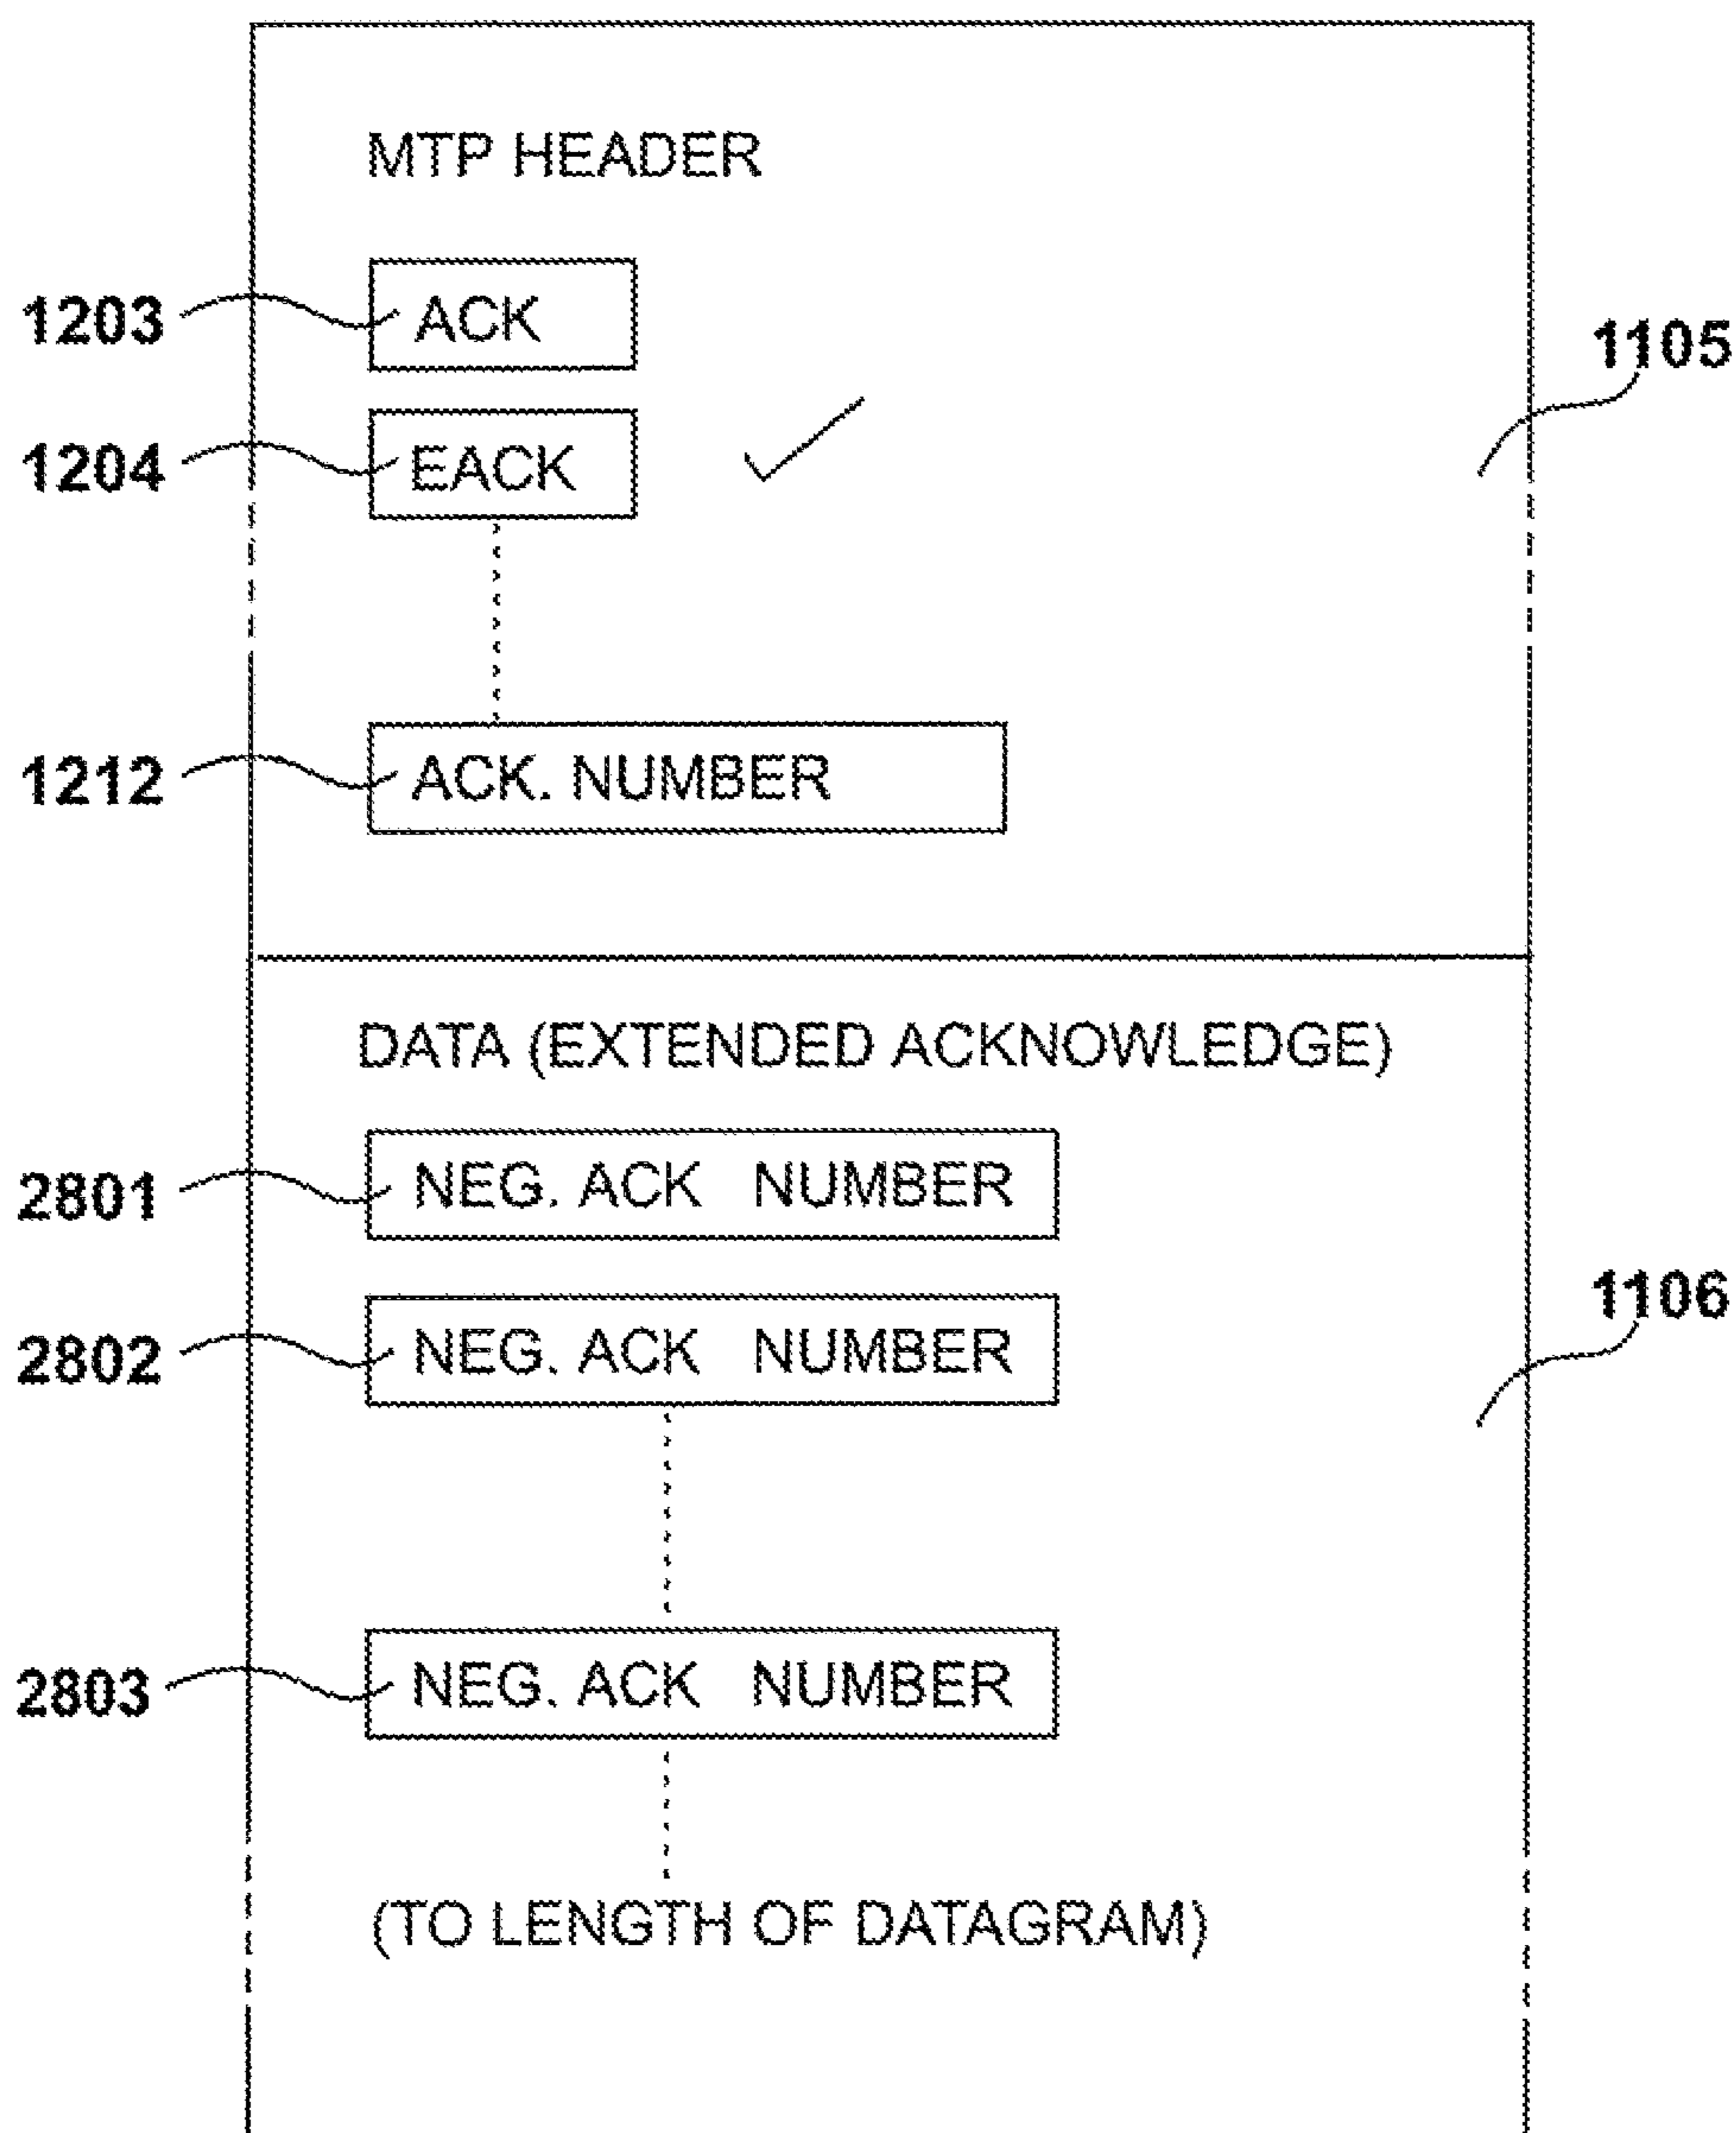 MTP HEADER
1203 ACK
1105
1204 EACK
1212 ACK. NUMBER
DATA (EXTENDED ACKNOWLEDGE)
2801 NEG. ACK NUMBER
1106
2802 NEG. ACK NUMBER
2803 NEG. ACK NUMBER
(TO LENGTH OF DATAGRAM)